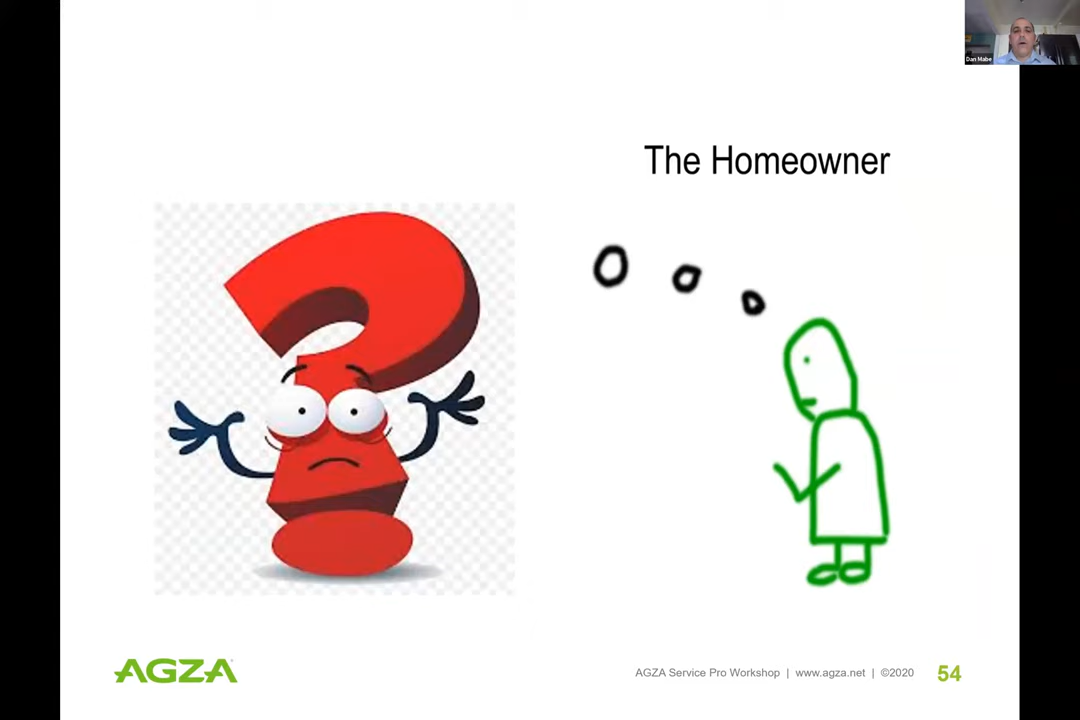 Dan Mabe
The Homeowner
AGZA
AGZA Service Pro Workshop | www.agza.net | ©2020 54